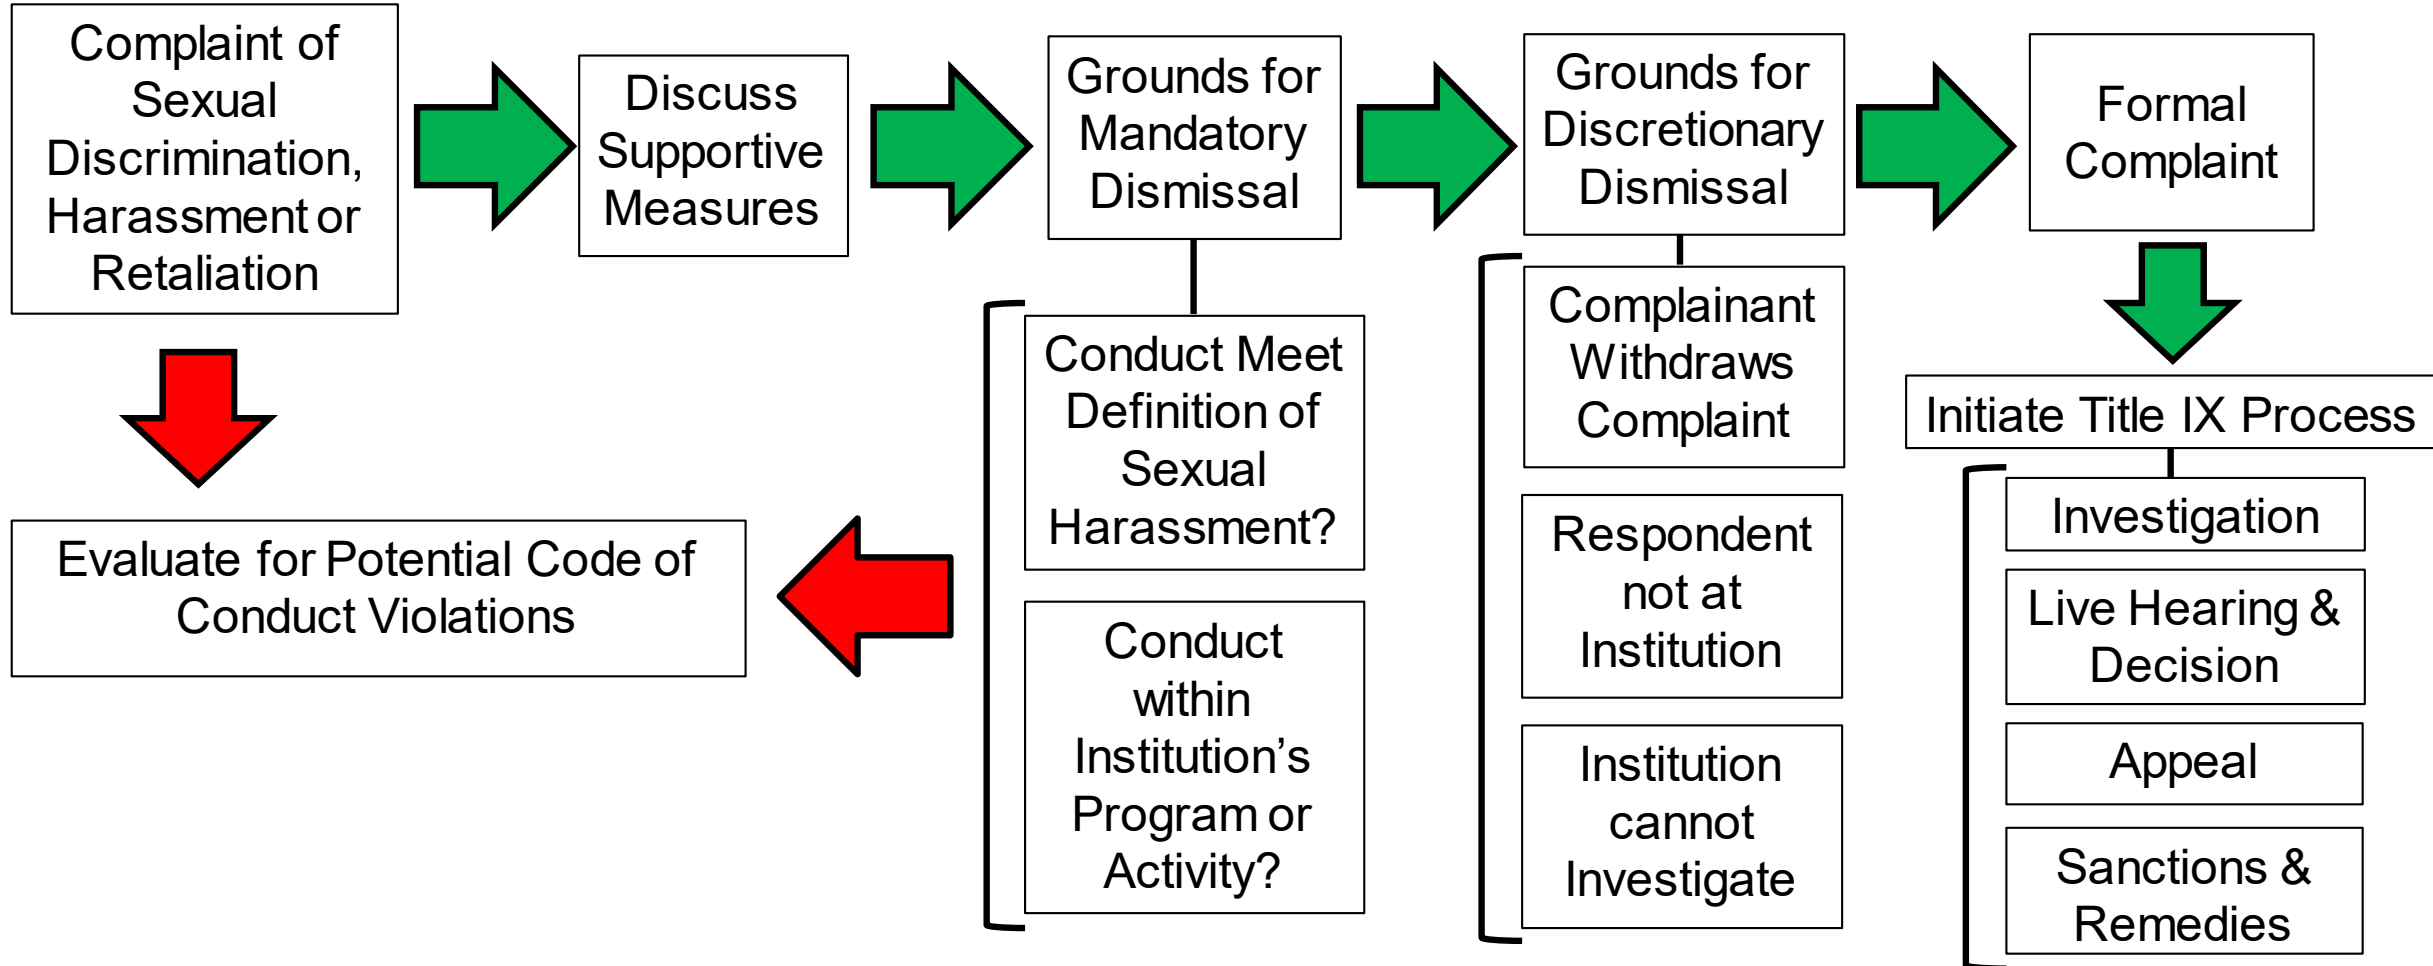 Complaint of
Sexual
Discrimination,
Harassment or
Retaliation
Discuss
Supportive
Measures
Grounds for
Mandatory
Dismissal
Grounds for
Discretionary
Dismissal
Formal
Complaint
Conduct Meet
Definition of
Sexual
Harassment?
Conduct
within
Institution’s
Program or
Activity?
Evaluate for Potential Code of
Conduct Violations
Complainant
Withdraws
Complaint
Respondent
not at
Institution
Institution
cannot
Investigate
Initiate Title IX Process
Investigation
Live Hearing &
Decision
Appeal
Sanctions &
Remedies